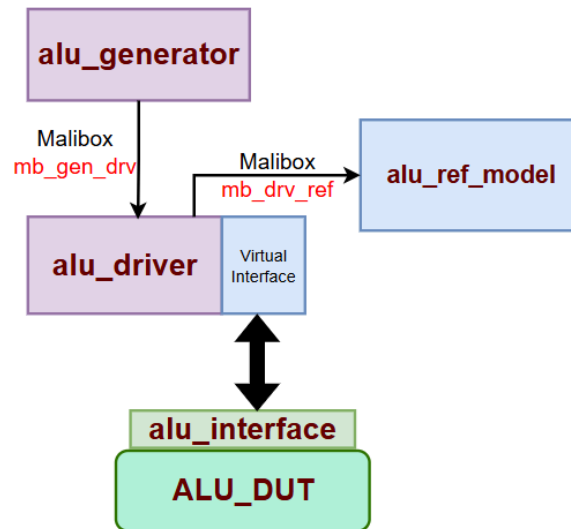 alu_generator
Malibox
mb_gen_drv
Malibox
mb_drv_ref
alu_ref_model
alu_driver
Virtual
Interface
alu_interface
ALU_DUT